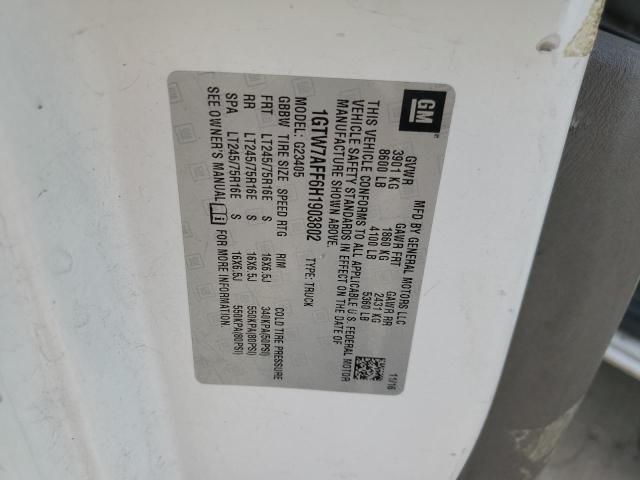 GM
MFD BY GENERAL MOTORS LLC
11/16
GVWR GAWR FRT GAWR RR
3901 KG 1860 KG 2431 KG
8600 LB 4100 LB 5360 LB
THIS VEHICLE CONFORMS TO ALL APPLICABLE U.S. FEDERAL MOTOR
VEHICLE SAFETY STANDARDS IN EFFECT ON THE DATE OF
MANUFACTURE SHOWN ABOVE.
1GTW7AFF6H1903802 TYPE: TRUCK
MODEL: G23405
GBBW TIRE SIZE SPEED RTG RIM COLD TIRE PRESSURE
FRT LT245/75R16E S 16X6.5J 340KPA(50PSI)
RR LT245/75R16E S 16X6.5J 550KPA(80PSI)
SPA LT245/75R16E S 16X6.5J 550KPA(80PSI)
SEE OWNER'S MANUAL FOR MORE INFORMATION.